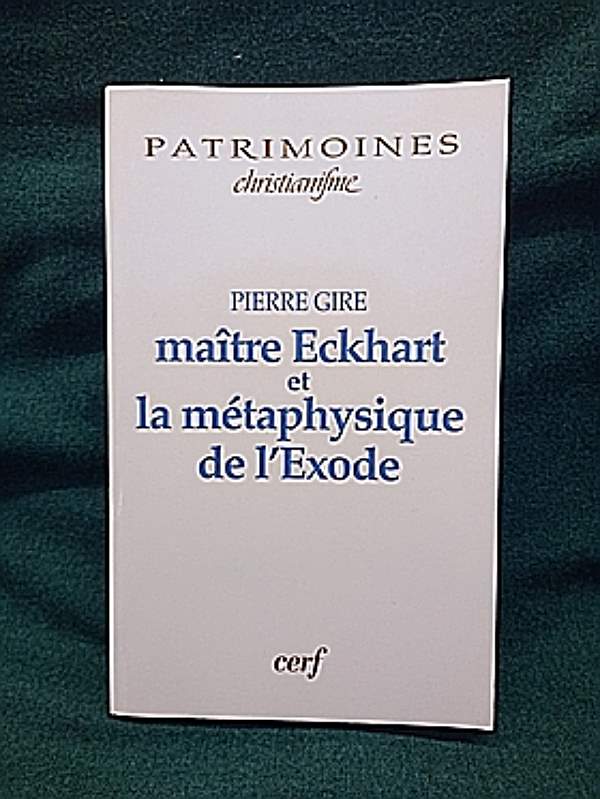 PATRIMOINES
christianisme
PIERRE GIRE
maître Eckhart
et
la métaphysique
de l'Exode
cerf